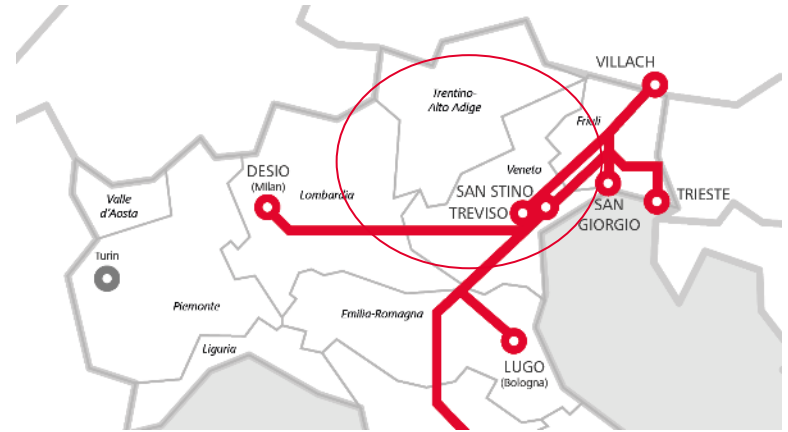 VILLACH
Trentino-
Alto Adige
Friuli
DESIO
(Milan)
Veneto
Valle
d'Aosta
Lombardia
SAN STINO
TREVISO
SAN
GIORGIO
TRIESTE
Turin
Piemonte
Emilia-Romagna
Liguria
LUGO
(Bologna)